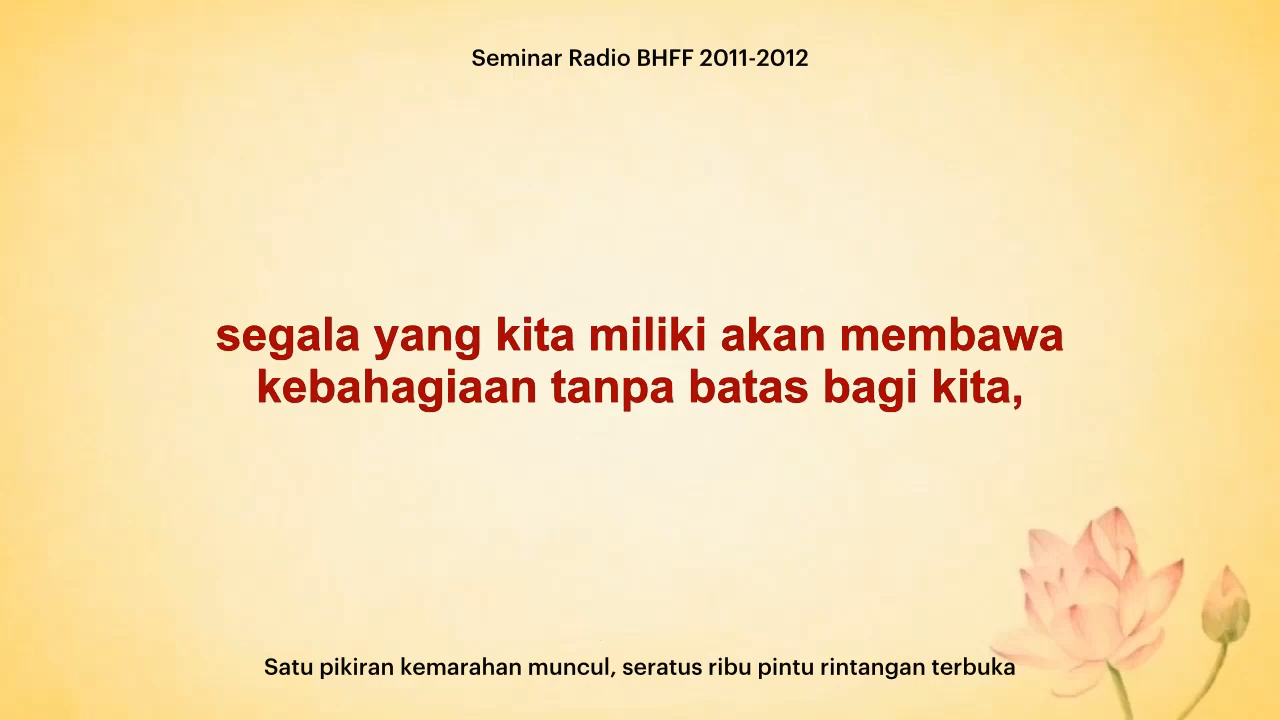 Seminar Radio BHFF 2011-2012
segala yang kita miliki akan membawa
kebahagiaan tanpa batas bagi kita,
Satu pikiran kemarahan muncul, seratus ribu pintu rintangan terbuka